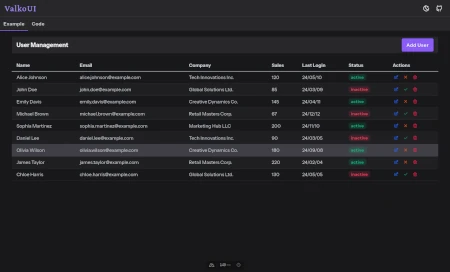 ValkoUI
Example Code
User Management Add User
Name Email Company Sales Last Login Status Actions
Alice Johnson alicejohnson@example.com Tech Innovations Inc. 120 24/05/10 active
John Doe john.doe@example.com Global Solutions Ltd. 85 24/03/09 inactive
Emily Davis emily.davis@example.com Creative Dynamics Co. 145 24/04/11 active
Michael Brown michael.brown@example.com Retail Masters Corp. 67 24/12/12 inactive
Sophia Martinez sophia.martinez@example.com Marketing Hub LLC 200 24/11/10 active
Daniel Lee daniel.lee@example.com Tech Innovations Inc. 90 24/03/05 inactive
Olivia Wilson olivia.wilson@example.com Creative Dynamics Co. 180 24/09/08 active
James Taylor james.taylor@example.com Retail Masters Corp. 220 24/02/04 active
Chloe Harris chloe.harris@example.com Global Solutions Ltd. 130 24/05/05 inactive